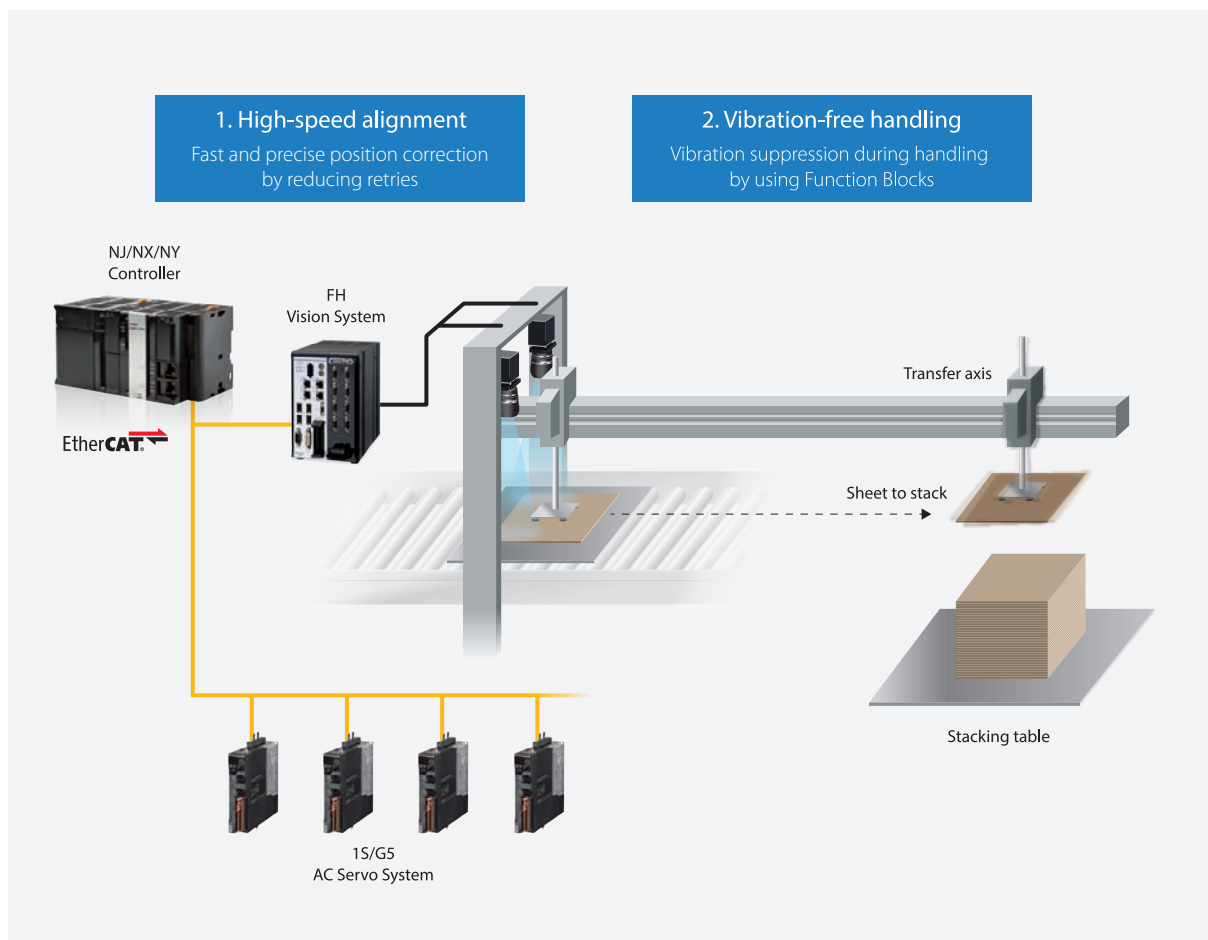 1. High-speed alignment
Fast and precise position correction
by reducing retries
2. Vibration-free handling
Vibration suppression during handling
by using Function Blocks
NJ/NX/NY
Controller
FH
Vision System
EtherCAT®
Transfer axis
Sheet to stack
Stacking table
1S/G5
AC Servo System